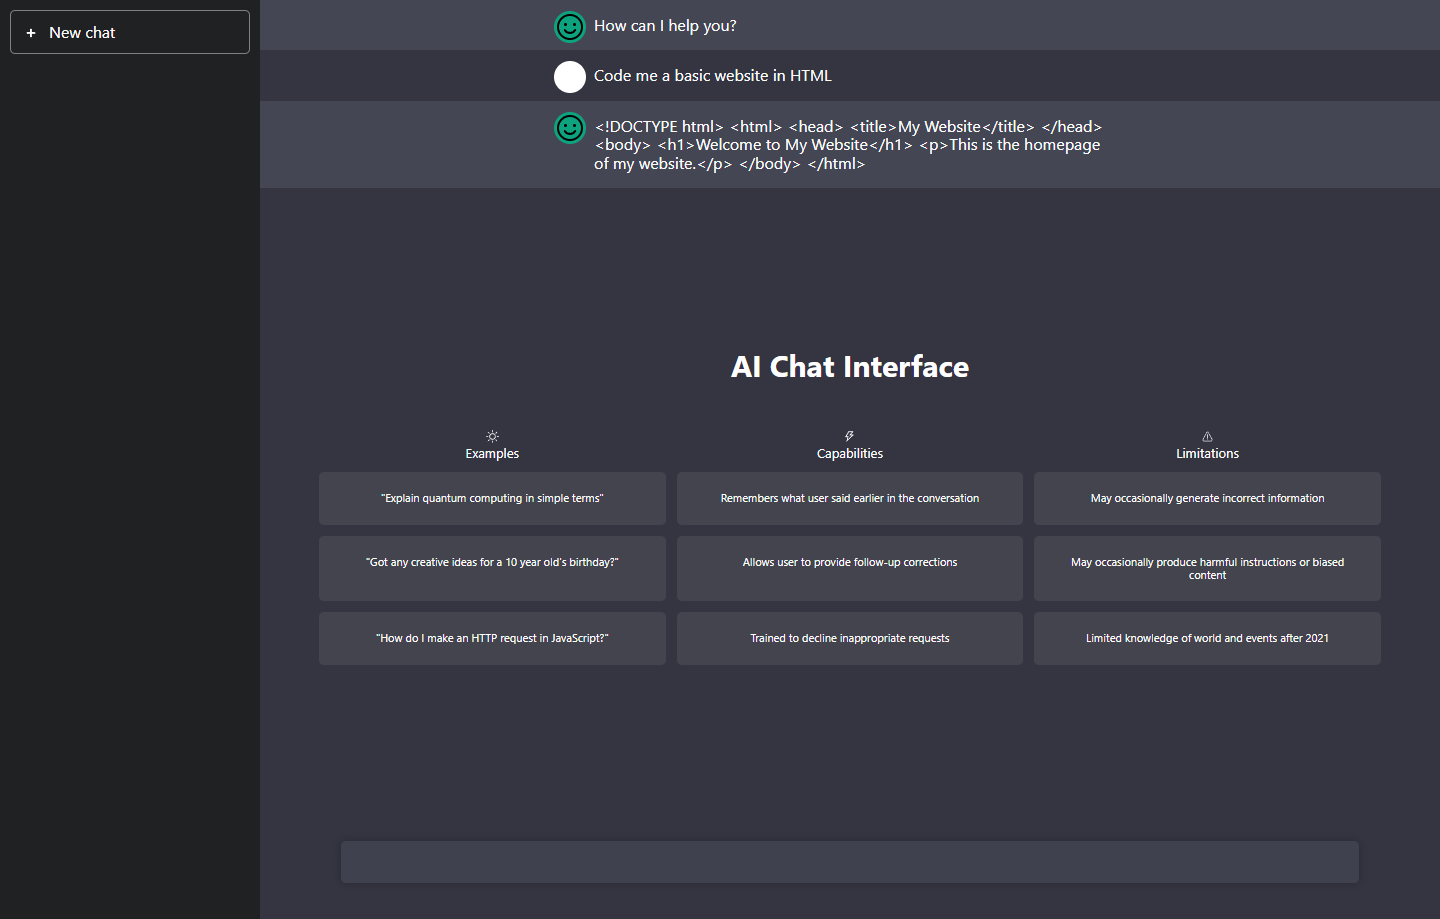 + New chat
How can I help you?
Code me a basic website in HTML
<!DOCTYPE html> <html> <head> <title>My Website</title> </head>
<body> <h1>Welcome to My Website</h1> <p>This is the homepage
of my website.</p> </body> </html>
AI Chat Interface
Examples
"Explain quantum computing in simple terms"
"Got any creative ideas for a 10 year old's birthday?"
"How do I make an HTTP request in JavaScript?"
Capabilities
Remembers what user said earlier in the conversation
Allows user to provide follow-up corrections
Trained to decline inappropriate requests
Limitations
May occasionally generate incorrect information
May occasionally produce harmful instructions or biased
content
Limited knowledge of world and events after 2021